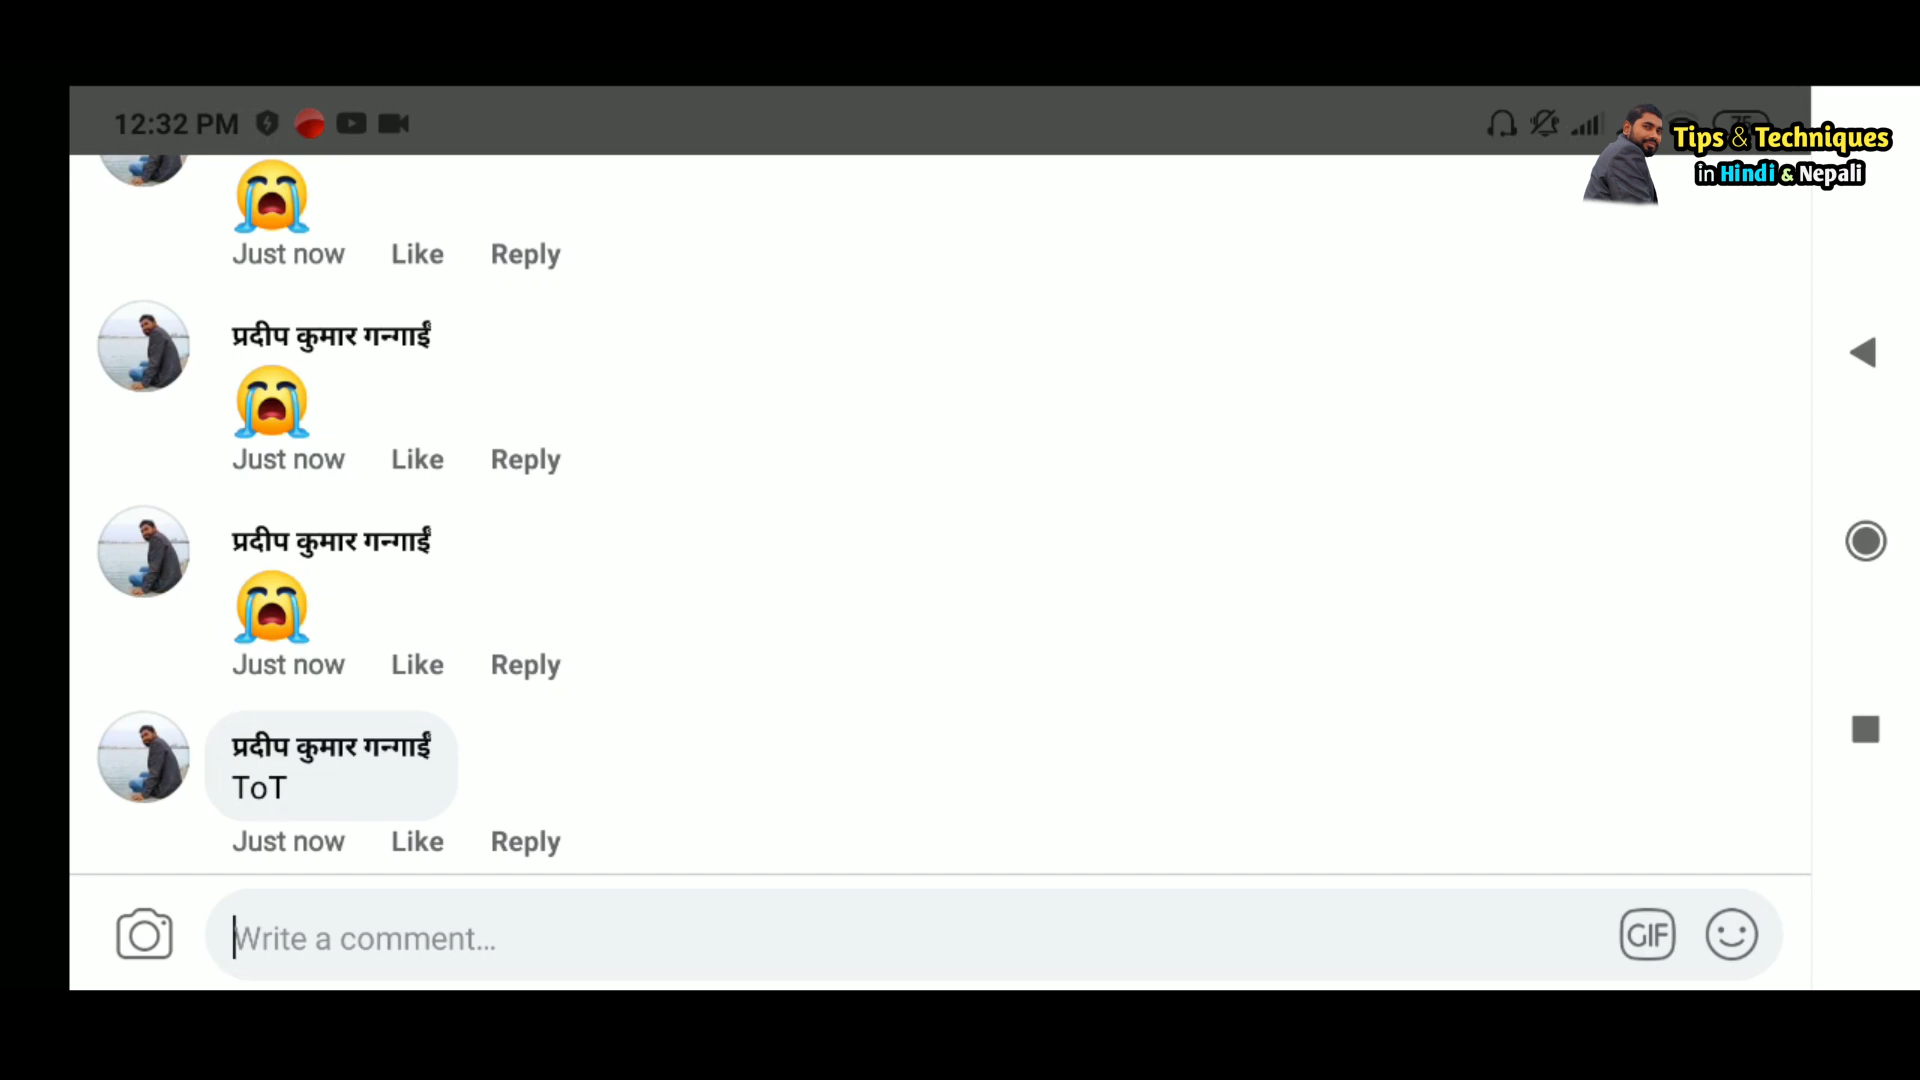 12:32 PM
75
Tips & Techniques
in Hindi & Nepali
Just now Like Reply
प्रदीप कुमार गन्गाईं
Just now Like Reply
प्रदीप कुमार गन्गाईं
Just now Like Reply
प्रदीप कुमार गन्गाईं
ToT
Just now Like Reply
Write a comment...
GIF